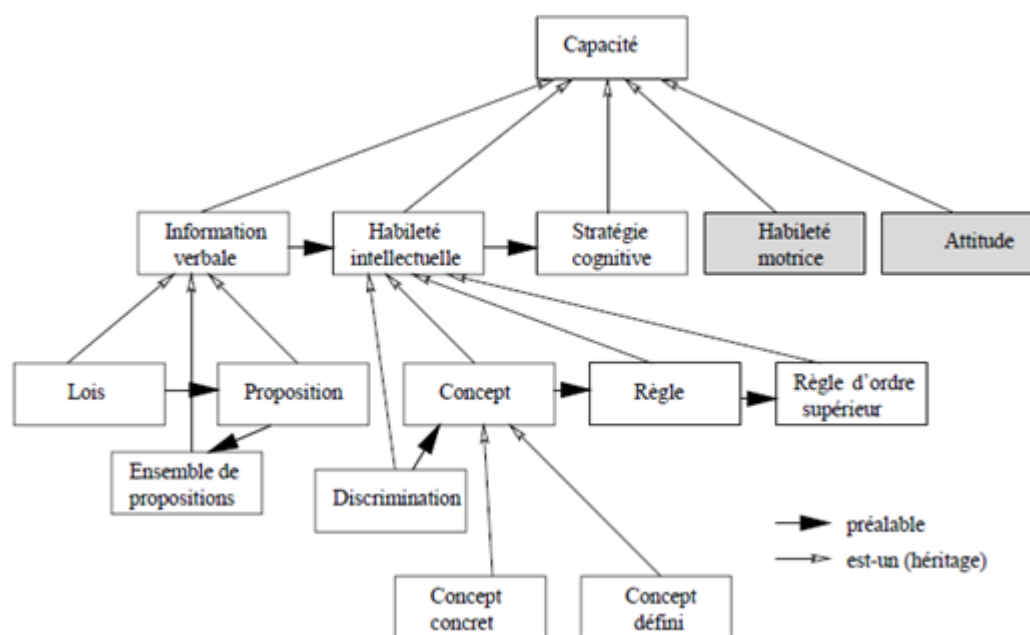 Capacité
Information
verbale
Habileté
intellectuelle
Stratégie
cognitive
Habileté
motrice
Attitude
Lois
Proposition
Concept
Règle
Règle d'ordre
supérieur
Ensemble de
propositions
Discrimination
préalable
est-un (héritage)
Concept
concret
Concept
défini